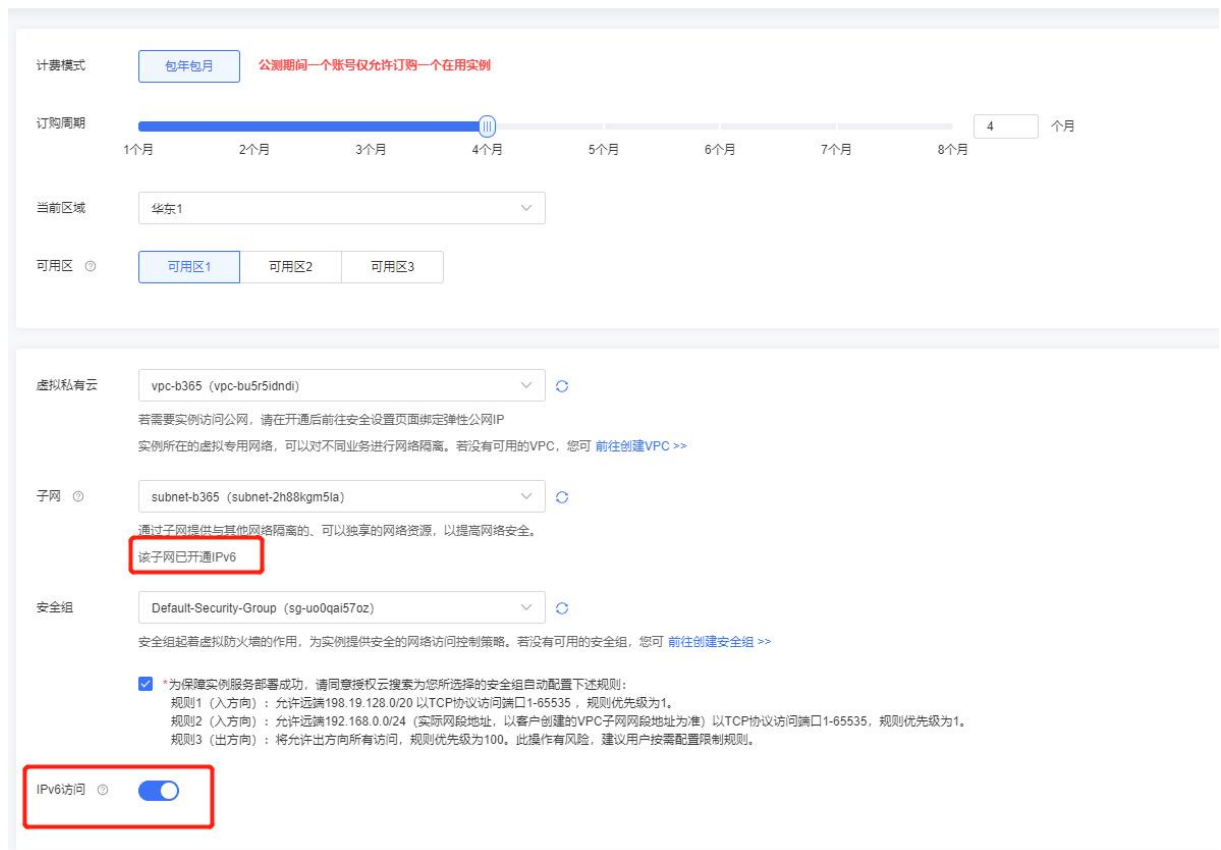 计费模式 包年包月 公测期间一个账号仅允许订购一个在用实例
订购周期 4 个月
1个月 2个月 3个月 4个月 5个月 6个月 7个月 8个月
当前区域 华东1
可用区 可用区1 可用区2 可用区3
虚拟私有云 vpc-b365（vpc-bu5r5idndi）
若需要实例访问公网，请在开通后前往安全设置页面绑定弹性公网IP
实例所在的虚拟专用网络，可以对不同业务进行网络隔离。若没有可用的VPC，您可 前往创建VPC >>
子网 subnet-b365（subnet-2h88kgm5la）
通过子网提供与其他网络隔离的、可以独享的网络资源，以提高网络安全。
该子网已开通IPv6
安全组 Default-Security-Group（sg-uo0qai57oz）
安全组起着虚拟防火墙的作用，为实例提供安全的网络访问控制策略。若没有可用的安全组，您可 前往创建安全组 >>
*为保障实例服务部署成功，请同意授权云搜索为您所选择的安全组自动配置下述规则：
规则1（入方向）：允许远端198.19.128.0/20 以TCP协议访问端口1-65535 ，规则优先级为1。
规则2（入方向）：允许远端192.168.0.0/24（实际网段地址，以客户创建的VPC子网网段地址为准）以TCP协议访问端口1-65535，规则优先级为1。
规则3（出方向）：将允许出方向所有访问，规则优先级为100。此操作有风险，建议用户按需配置限制规则。
IPv6访问